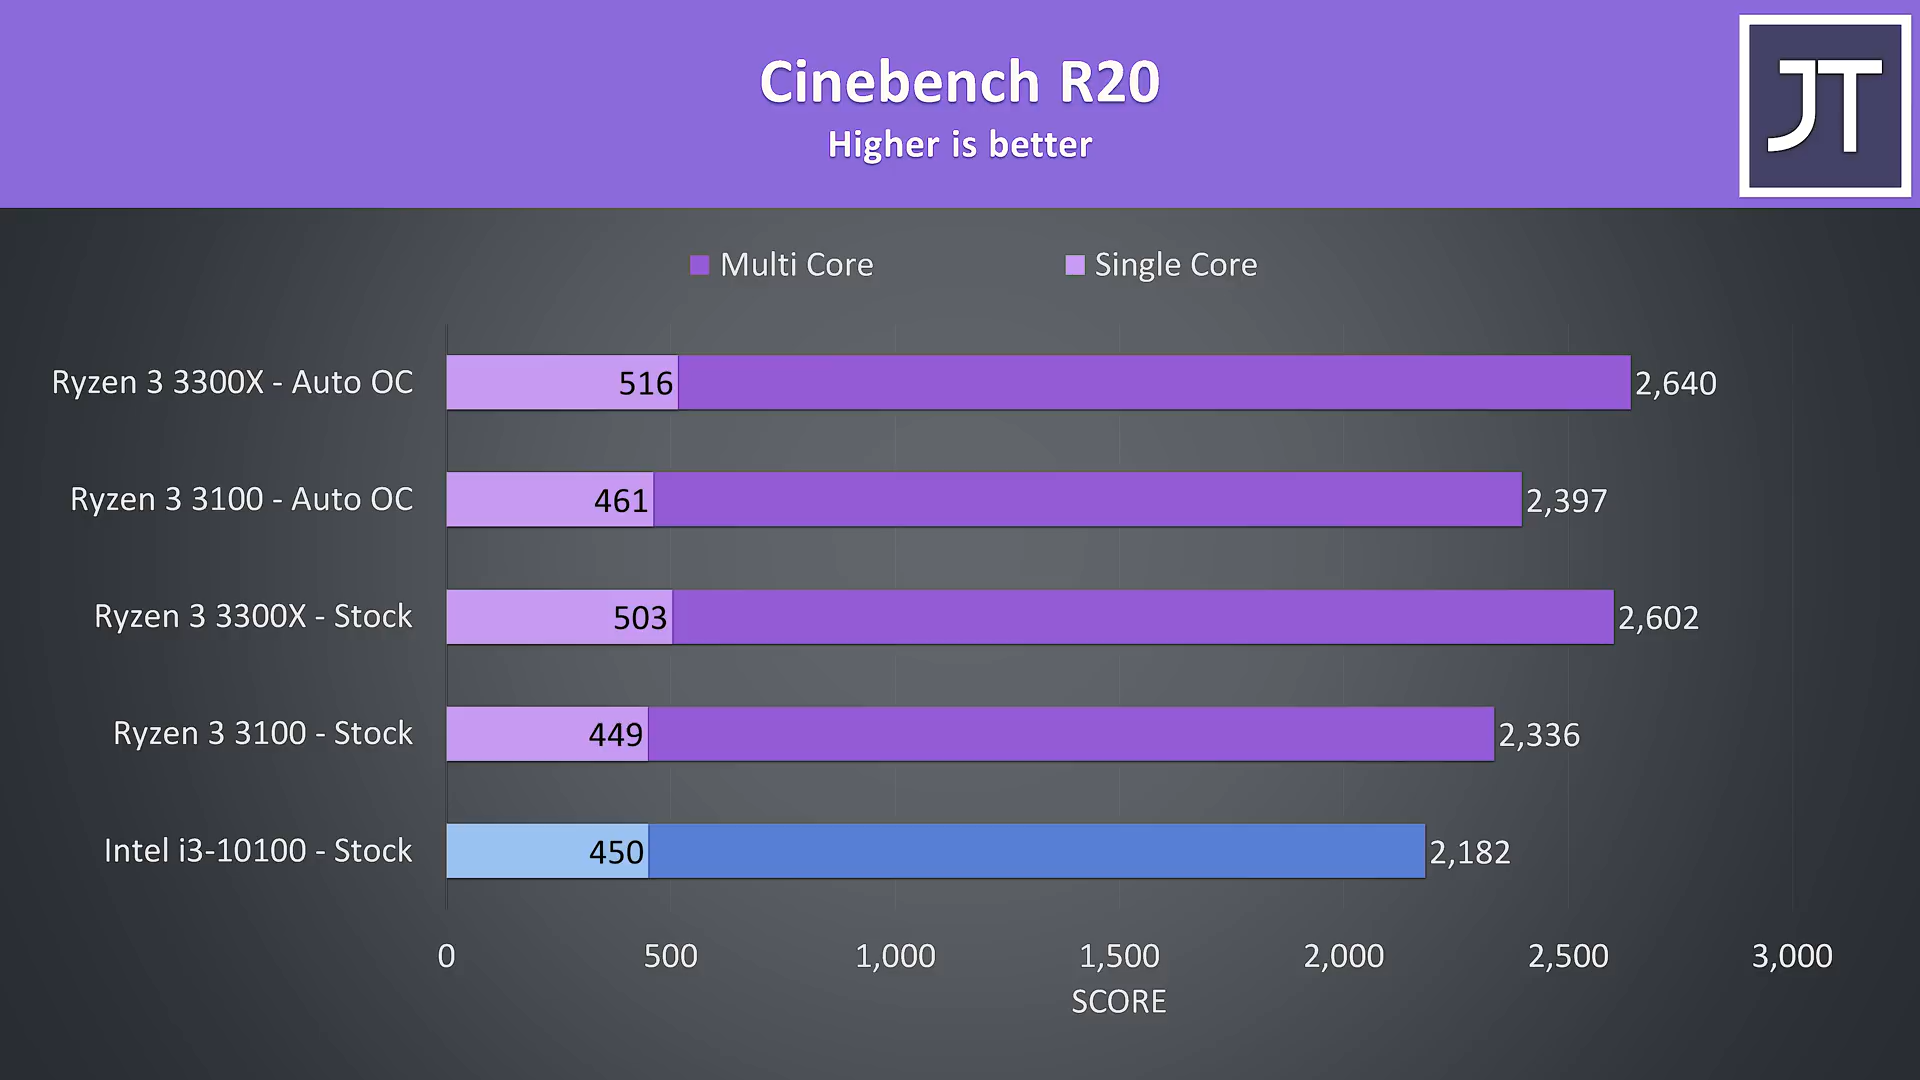 Cinebench R20
Higher is better
JT
Multi Core
Single Core
Ryzen 3 3300X - Auto OC
516
2,640
Ryzen 3 3100 - Auto OC
461
2,397
Ryzen 3 3300X - Stock
503
2,602
Ryzen 3 3100 - Stock
449
2,336
Intel i3-10100 - Stock
450
2,182
0 500 1,000 1,500 2,000 2,500 3,000
SCORE